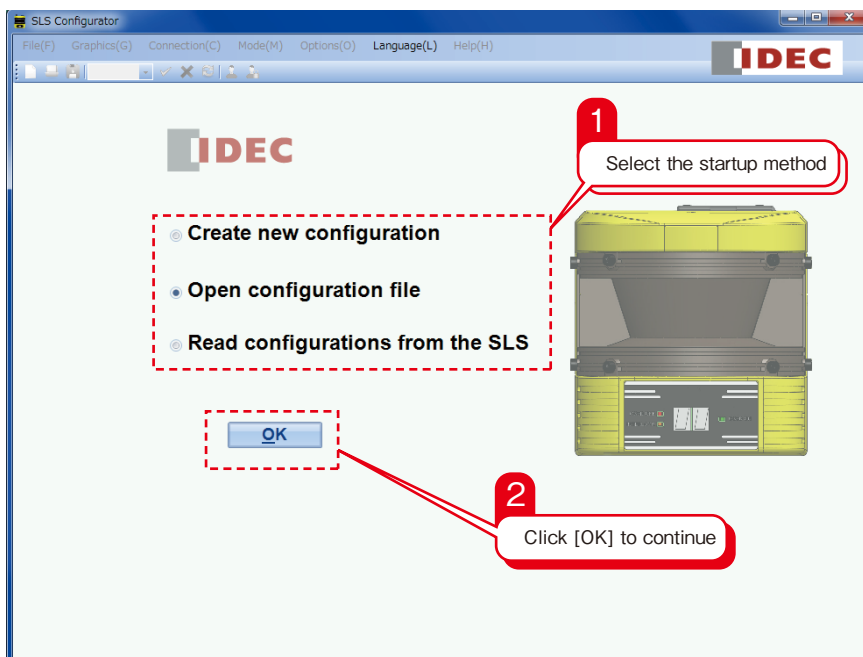 SLS Configurator
File(F) Graphics(G) Connection(C) Mode(M) Options(O) Language(L) Help(H)
IDEC
IDEC
1
Select the startup method
Create new configuration
Open configuration file
Read configurations from the SLS
OK
2
Click [OK] to continue